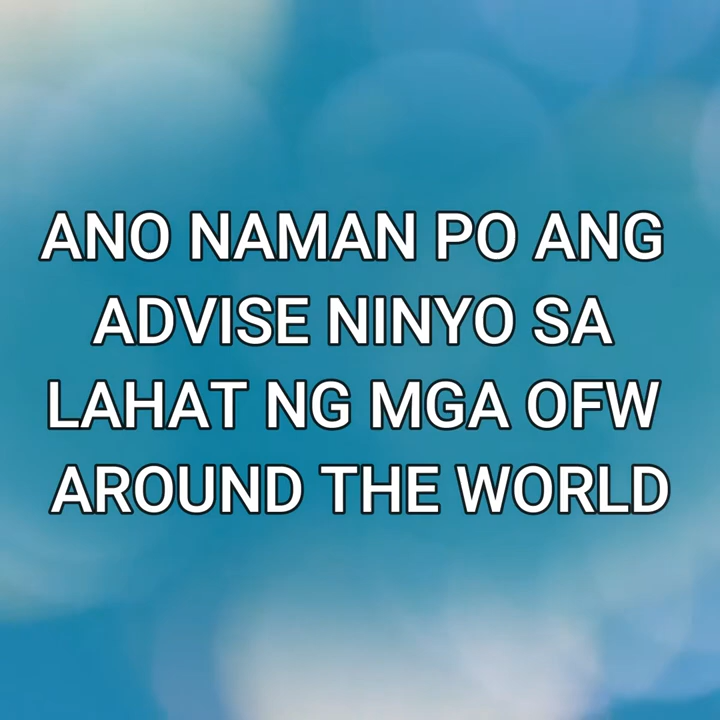 ANO NAMAN PO ANG
ADVISE NINYO SA
LAHAT NG MGA OFW
AROUND THE WORLD